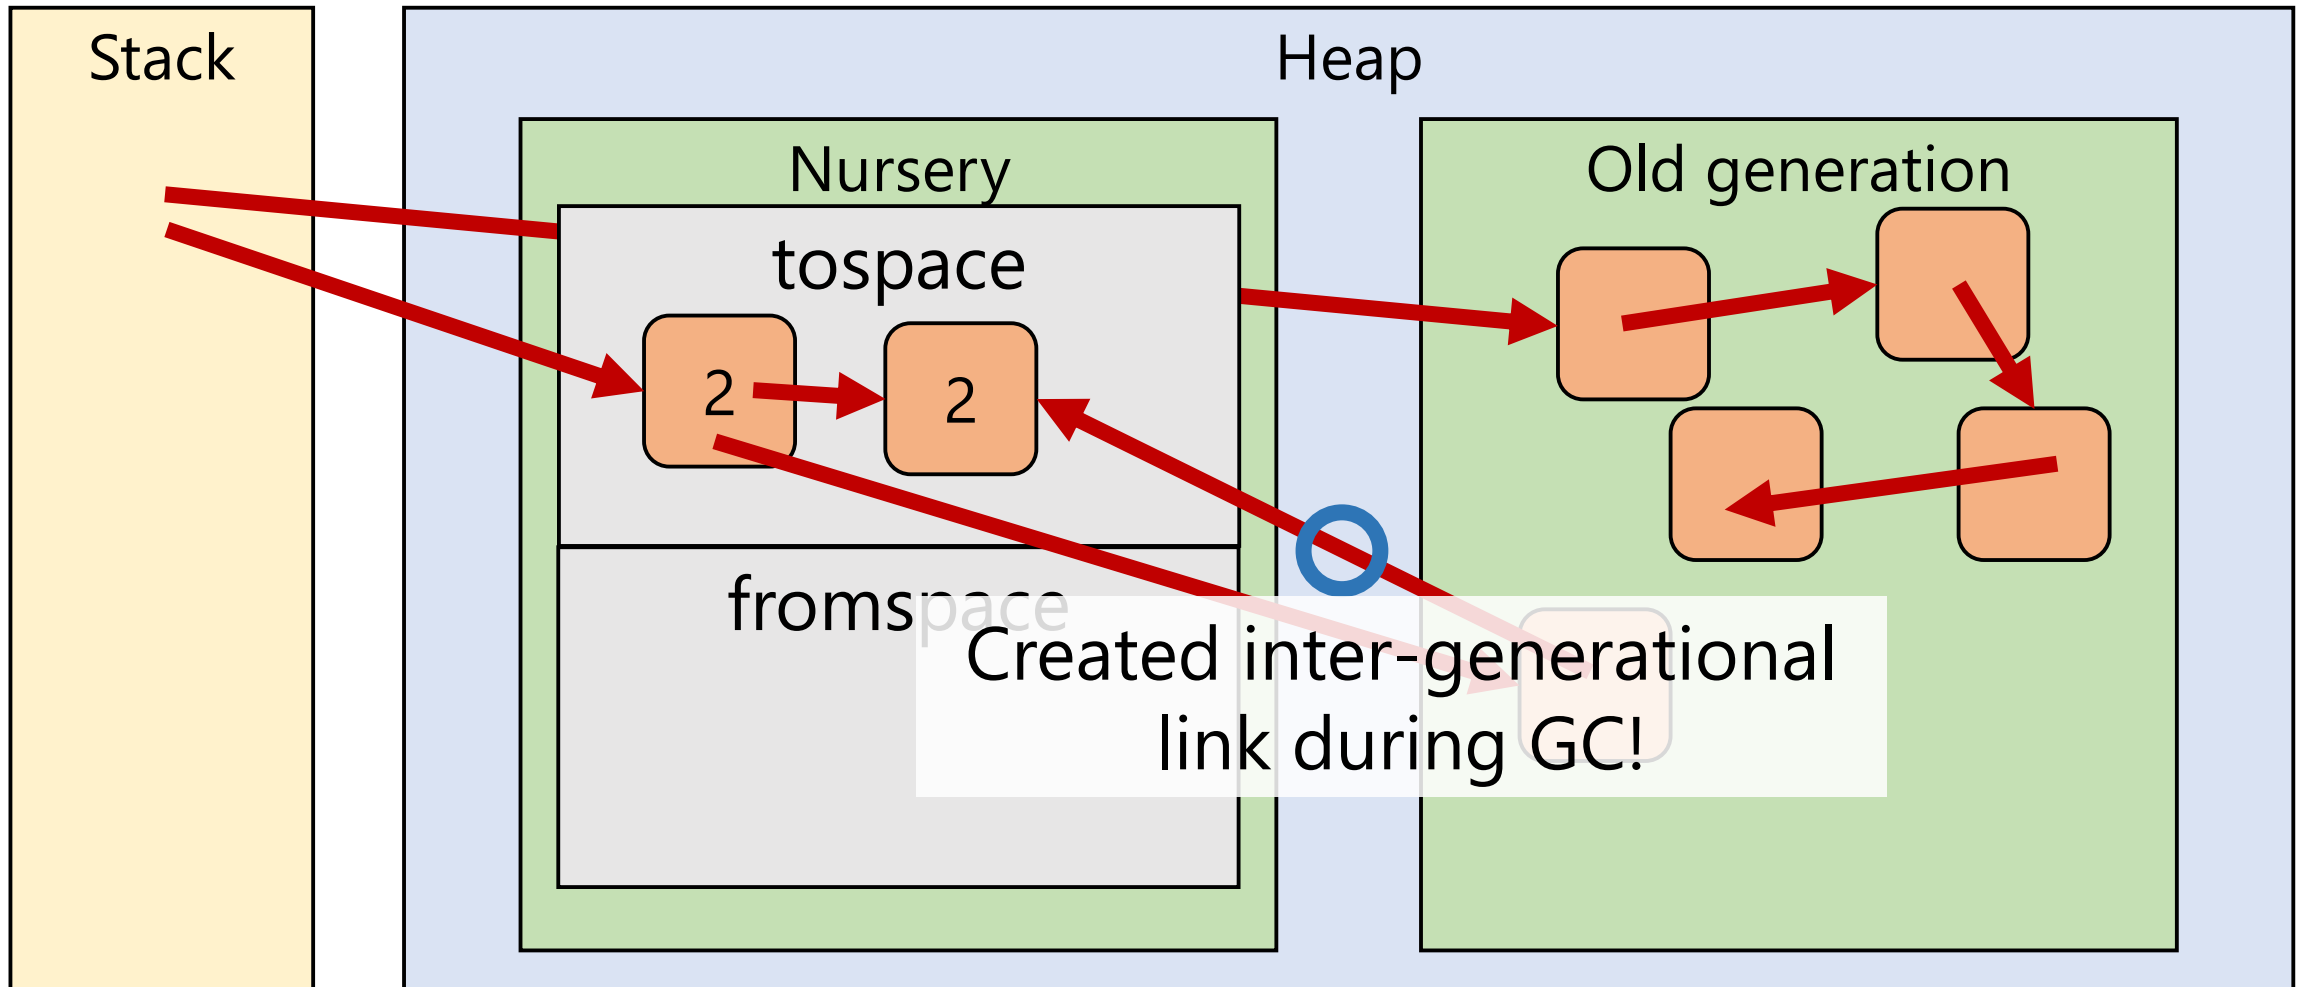 Stack
Heap
Nursery
Old generation
tospace
2
2
fromspace
Created inter-generational
link during GC!